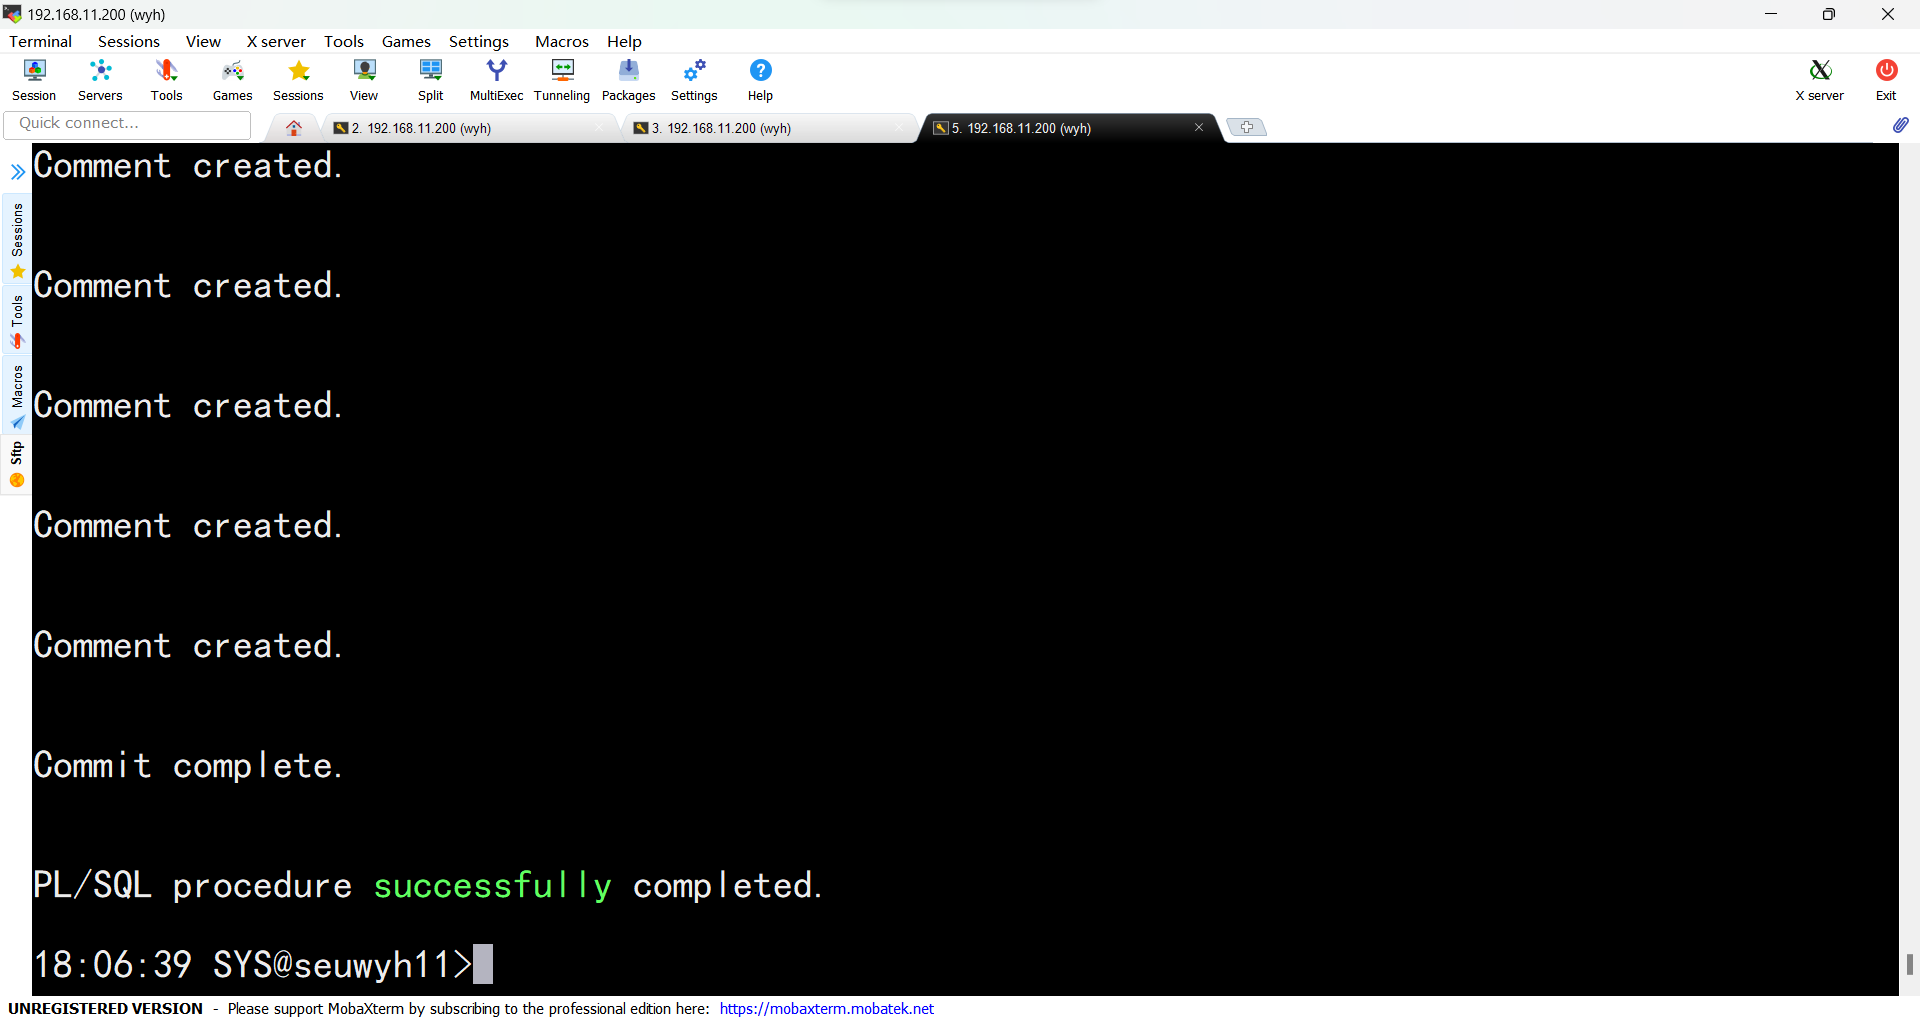 192.168.11.200 (wyh)
Terminal Sessions View X server Tools Games Settings Macros Help
Session Servers Tools Games Sessions View Split MultiExec Tunneling Packages Settings Help X server Exit
Quick connect... 2. 192.168.11.200 (wyh) 3. 192.168.11.200 (wyh) 5. 192.168.11.200 (wyh)
Sessions
Tools
Macros
Sftp
Comment created.
Comment created.
Comment created.
Comment created.
Comment created.
Commit complete.
PL/SQL procedure successfully completed.
18:06:39 SYS@seuwyh11>
UNREGISTERED VERSION - Please support MobaXterm by subscribing to the professional edition here: https://mobaxterm.mobatek.net